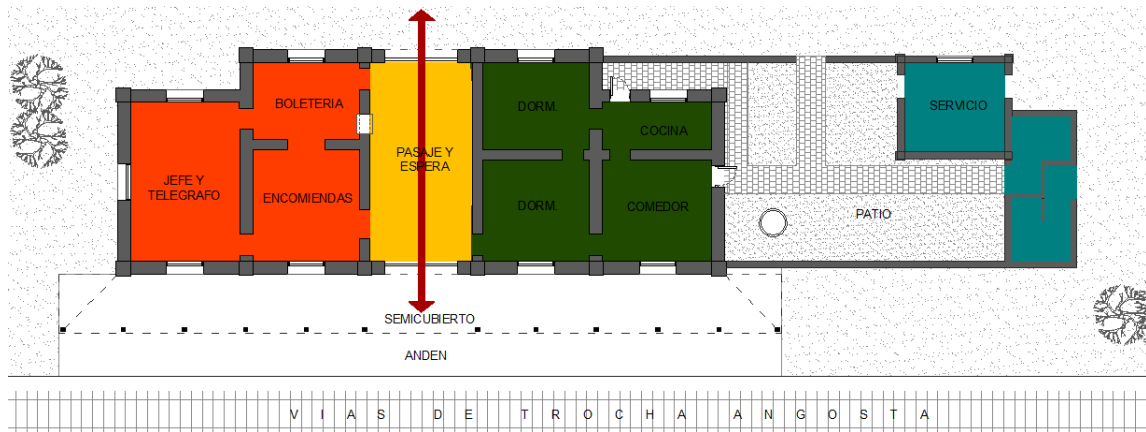 BOLETERIA
DORM.
SERVICIO
COCINA
PASAJE Y
ESPERA
JEFE Y
TELEGRAFO
ENCOMIENDAS
DORM.
COMEDOR
PATIO
SEMICUBIERTO
ANDEN
VIAS DE TROCHA ANGOSTA